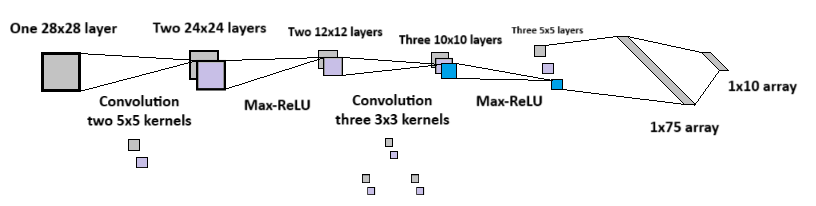 One 28x28 layer
Two 24x24 layers
Two 12x12 layers
Three 10x10 layers
Three 5x5 layers
Convolution
two 5x5 kernels
Max-ReLU
Convolution
three 3x3 kernels
Max-ReLU
1x75 array
1x10 array